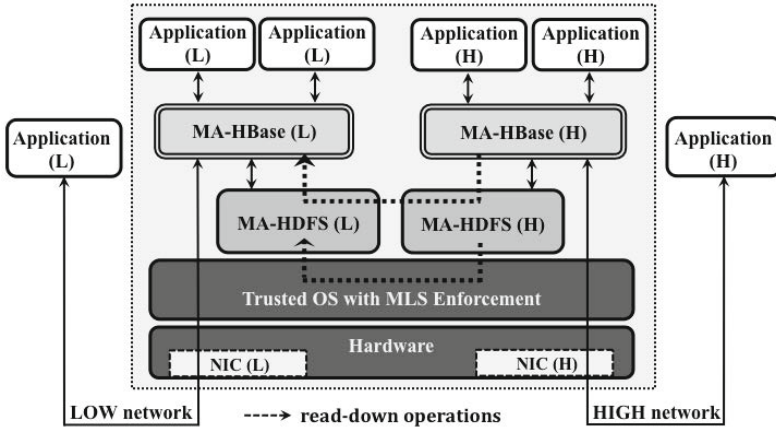 Application
(L)
Application
(L)
Application
(H)
Application
(H)
Application
(L)
MA-HBase (L)
MA-HBase (H)
Application
(H)
MA-HDFS (L)
MA-HDFS (H)
Trusted OS with MLS Enforcement
Hardware
NIC (L)
NIC (H)
LOW network
read-down operations
HIGH network